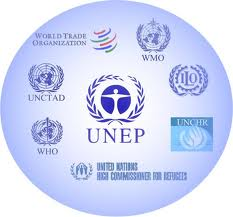 WORLD TRADE
ORGANIZATION
WMO
UNCTAD
ILO
UNEP
UNCHR
WHO
UNITED NATIONS
HIGH COMMISSIONER FOR REFUGEES